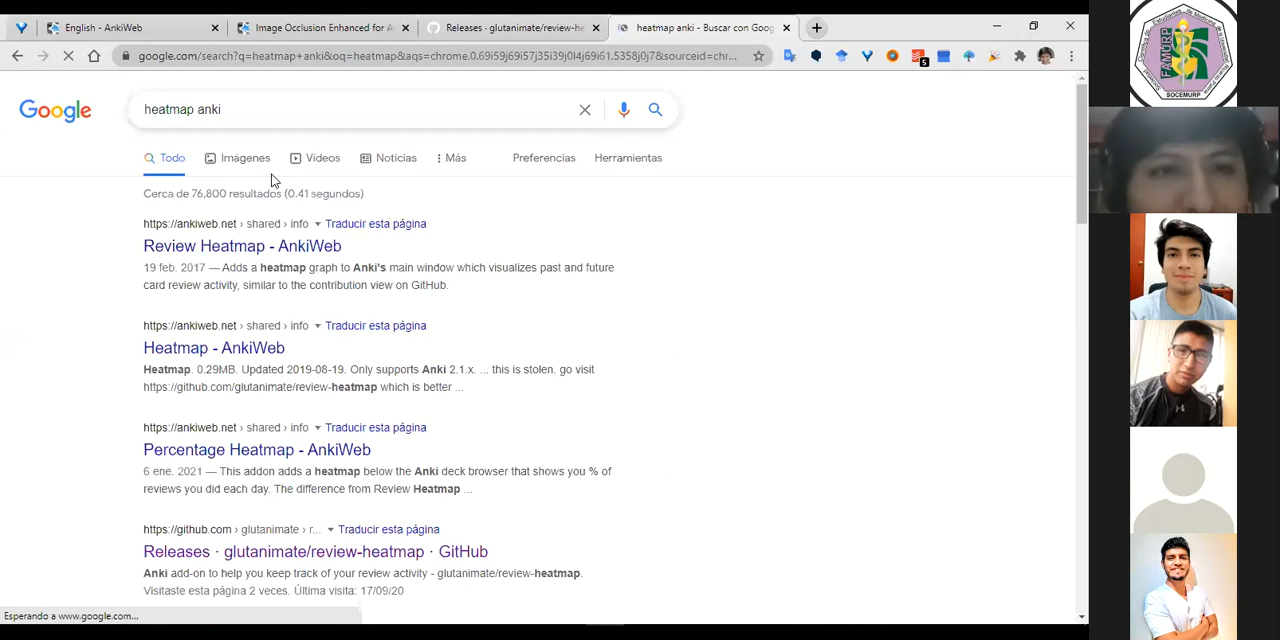 English - AnkiWeb
Image Occlusion Enhanced for A
Releases · glutanimate/review-he
heatmap anki - Buscar con Goog
google.com/search?q=heatmap+anki&oq=heatmap&aqs=chrome.0.69i59j69i57j35i39j0l4j69i61.5358j0j7&sourceid=chr...
5
Google
heatmap anki
Todo
Imágenes
Videos
Noticias
Más
Preferencias
Herramientas
Cerca de 76,800 resultados (0.41 segundos)
https://ankiweb.net › shared › info Traducir esta página
Review Heatmap - AnkiWeb
19 feb. 2017 — Adds a heatmap graph to Anki's main window which visualizes past and future
card review activity, similar to the contribution view on GitHub.
https://ankiweb.net › shared › info Traducir esta página
Heatmap - AnkiWeb
Heatmap. 0.29MB. Updated 2019-08-19. Only supports Anki 2.1.x. ... this is stolen. go visit
https://github.com/glutanimate/review-heatmap which is better ...
https://ankiweb.net › shared › info Traducir esta página
Percentage Heatmap - AnkiWeb
6 ene. 2021 — This addon adds a heatmap below the Anki deck browser that shows you % of
reviews you did each day. The difference from Review Heatmap ...
https://github.com › glutanimate › r... Traducir esta página
Releases · glutanimate/review-heatmap · GitHub
Anki add-on to help you keep track of your review activity - glutanimate/review-heatmap.
Visitaste esta página 2 veces. Última visita: 17/09/20
Esperando a www.google.com...
FAMURP
SOCEMURP